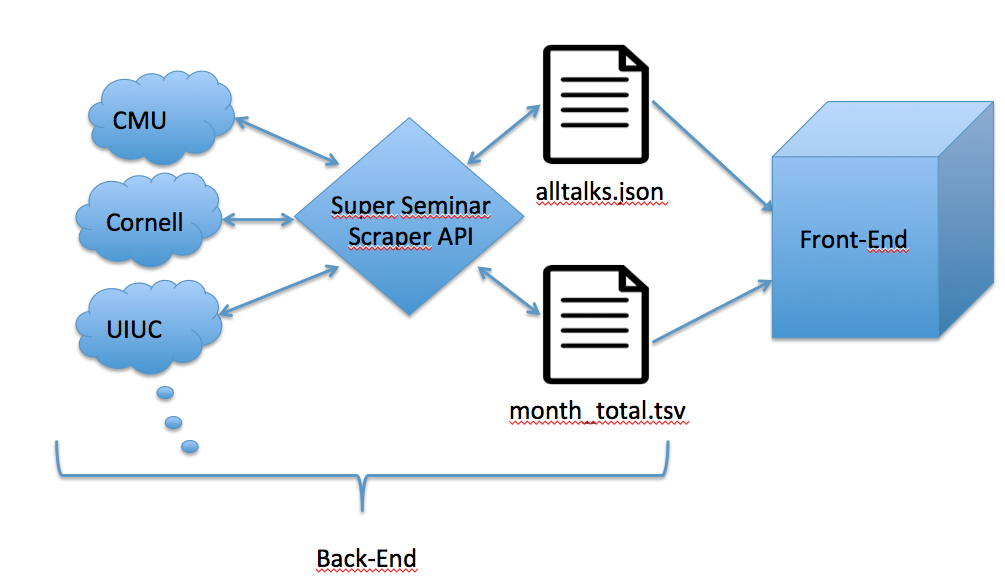 CMU
Cornell
UIUC
Super Seminar
Scraper API
alltalks.json
month_total.tsv
Front-End
Back-End